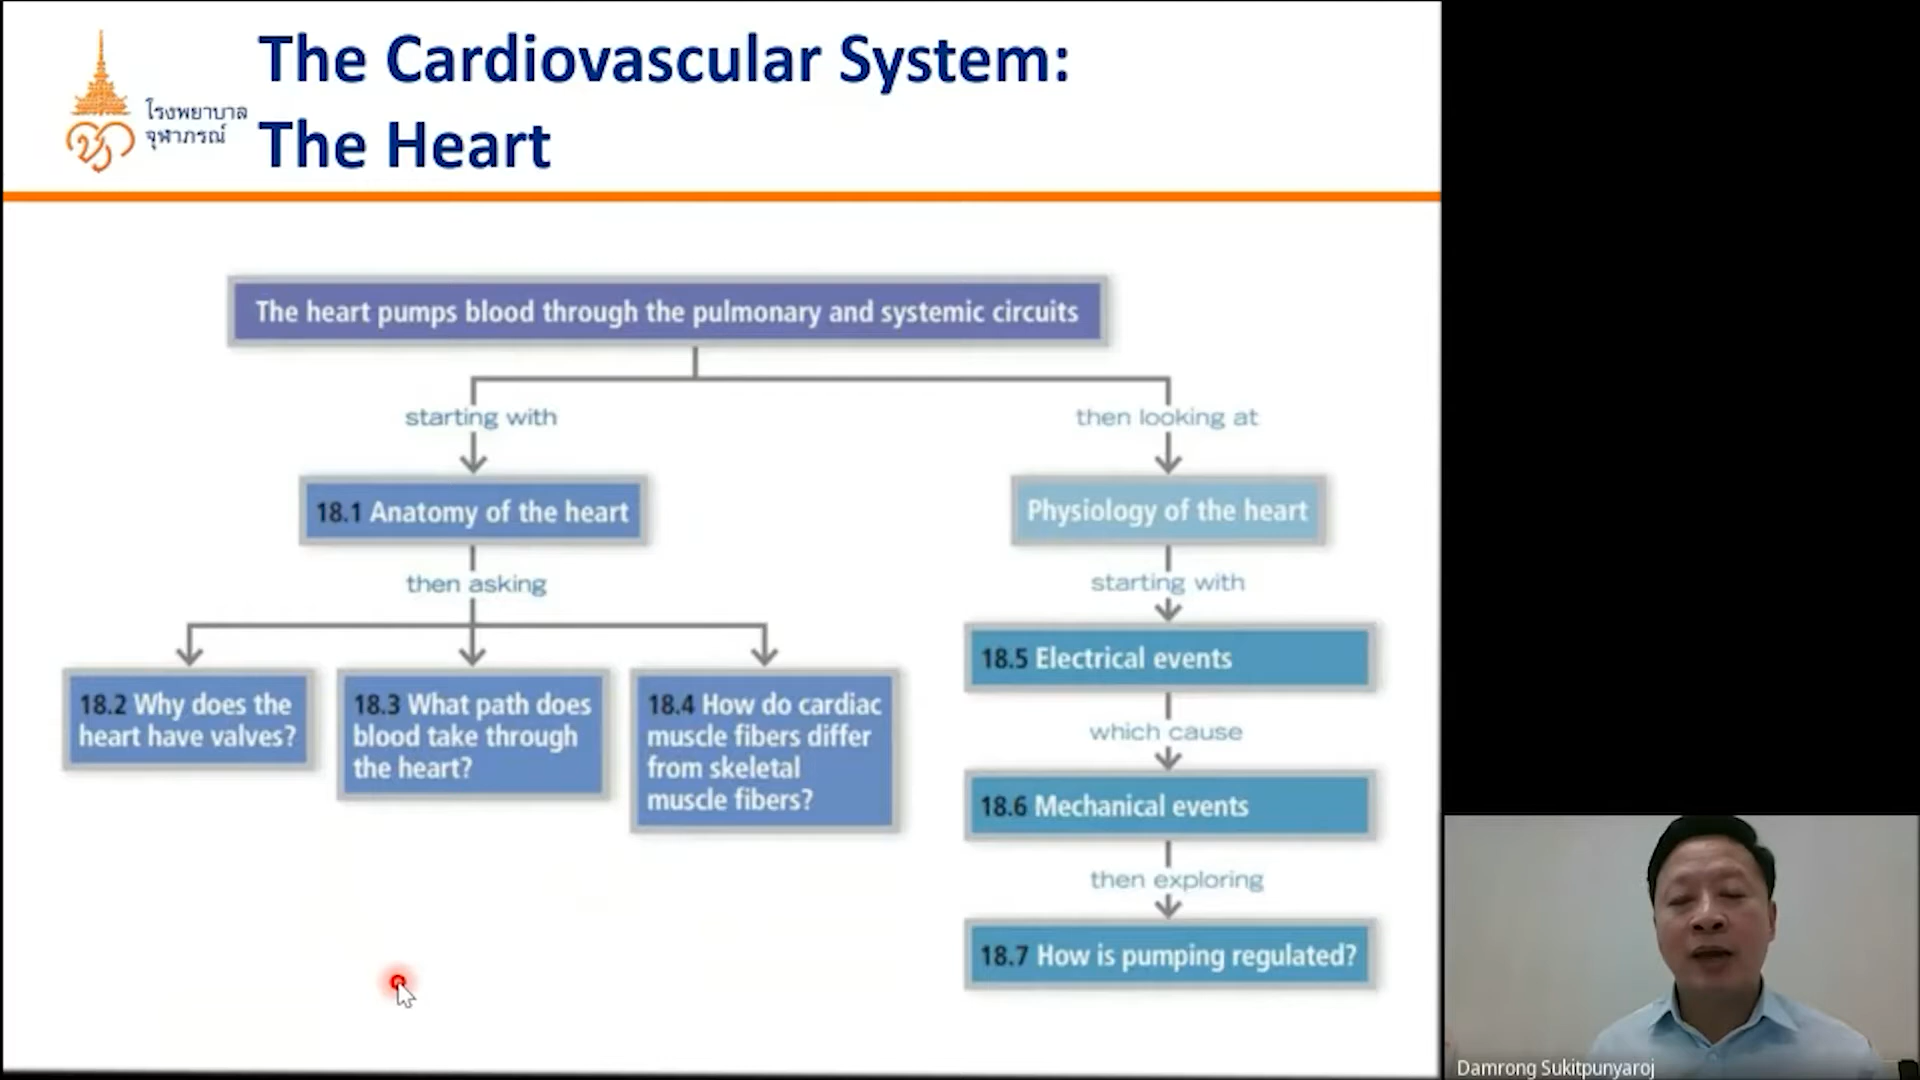 The Cardiovascular System:
The Heart
โรงพยาบาล
จุฬาภรณ์
The heart pumps blood through the pulmonary and systemic circuits
starting with
then looking at
18.1 Anatomy of the heart
Physiology of the heart
then asking
starting with
18.2 Why does the
heart have valves?
18.3 What path does
blood take through
the heart?
18.4 How do cardiac
muscle fibers differ
from skeletal
muscle fibers?
18.5 Electrical events
which cause
18.6 Mechanical events
then exploring
18.7 How is pumping regulated?
Damrong Sukitpunyaroj